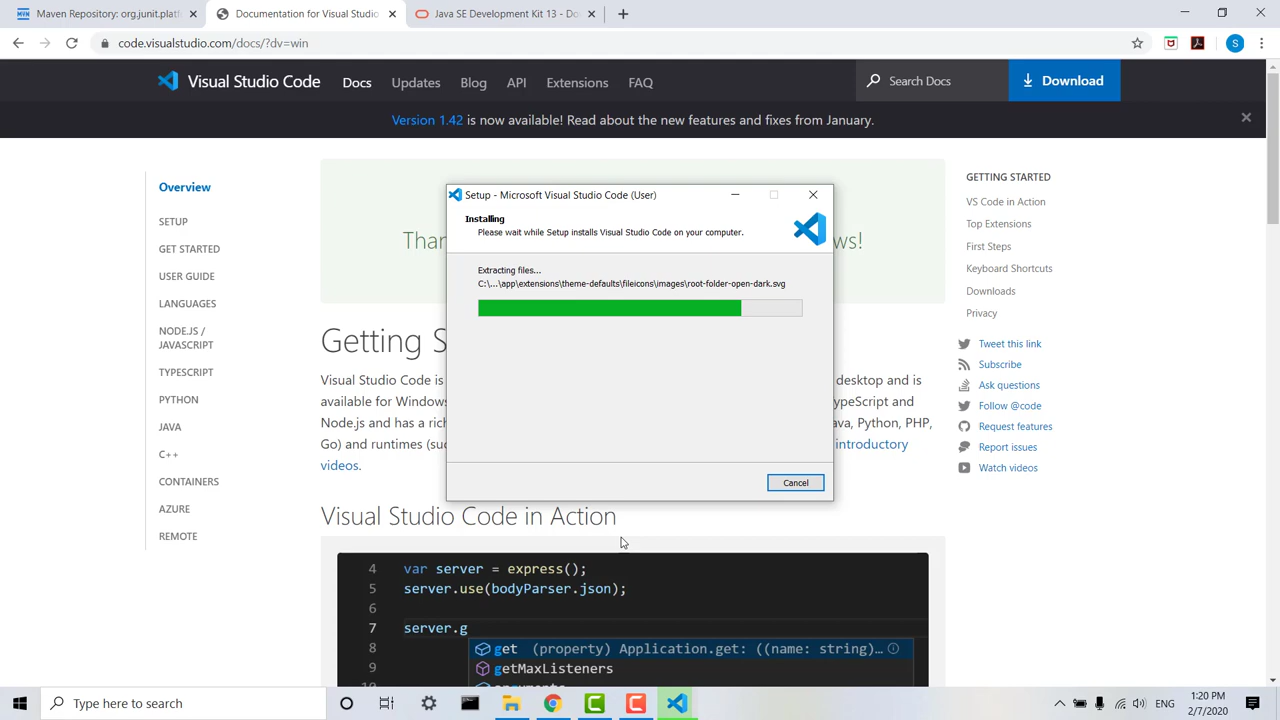 Maven Repository: org.junit.platf
Documentation for Visual Studio
Java SE Development Kit 13 - Do
code.visualstudio.com/docs/?dv=win
S
Visual Studio Code
Docs
Updates
Blog
API
Extensions
FAQ
Search Docs
Download
Version 1.42 is now available! Read about the new features and fixes from January.
Overview
SETUP
GET STARTED
USER GUIDE
LANGUAGES
NODE.JS /
JAVASCRIPT
TYPESCRIPT
PYTHON
JAVA
C++
CONTAINERS
AZURE
REMOTE
Setup - Microsoft Visual Studio Code (User)
Installing
Please wait while Setup installs Visual Studio Code on your computer.
Extracting files...
C:\...\app\extensions\theme-defaults\fileicons\images\root-folder-open-dark.svg
Cancel
Than
ws!
Getting S
Visual Studio Code is
desktop and is
available for Windows
ypeScript and
Node.js and has a rich
ava, Python, PHP,
Go) and runtimes (suc
introductory
videos.
Visual Studio Code in Action
4 var server = express();
5 server.use(bodyParser.json);
6
7 server.g
8 get (property) Application.get: ((name: string)...
9 getMaxListeners
10 arguments
GETTING STARTED
VS Code in Action
Top Extensions
First Steps
Keyboard Shortcuts
Downloads
Privacy
Tweet this link
Subscribe
Ask questions
Follow @code
Request features
Report issues
Watch videos
Type here to search
ENG
1:20 PM
2/7/2020